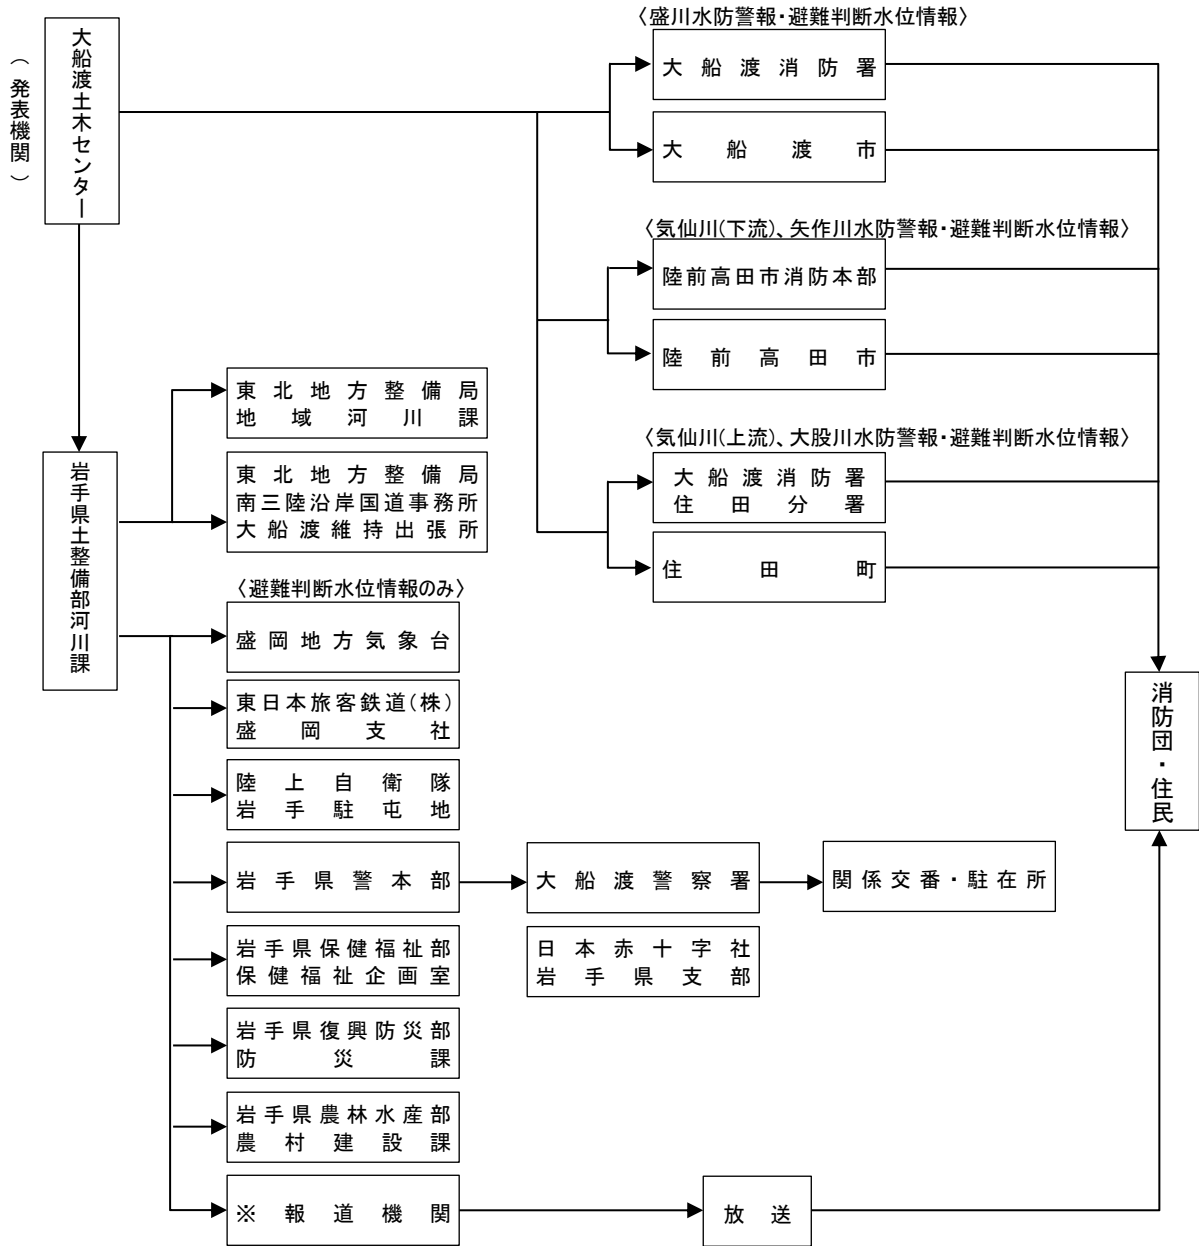 (発表機関)
大船渡土木センター
〈盛川水防警報・避難判断水位情報〉
大船渡消防署
大船渡市
〈気仙川(下流)、矢作川水防警報・避難判断水位情報〉
陸前高田市消防本部
陸前高田市
〈気仙川(上流)、大股川水防警報・避難判断水位情報〉
大船渡消防署
住田分署
住田町
岩手県土整備部河川課
東北地方整備局
地域河川課
東北地方整備局
南三陸沿岸国道事務所
大船渡維持出張所
〈避難判断水位情報のみ〉
盛岡地方気象台
東日本旅客鉄道(株)
盛岡支社
陸上自衛隊
岩手駐屯地
岩手県警本部
大船渡警察署
関係交番・駐在所
岩手県保健福祉部
保健福祉企画室
日本赤十字社
岩手県支部
岩手県復興防災部
防災課
岩手県農林水産部
農村建設課
※報道機関
放送
消防団・住民